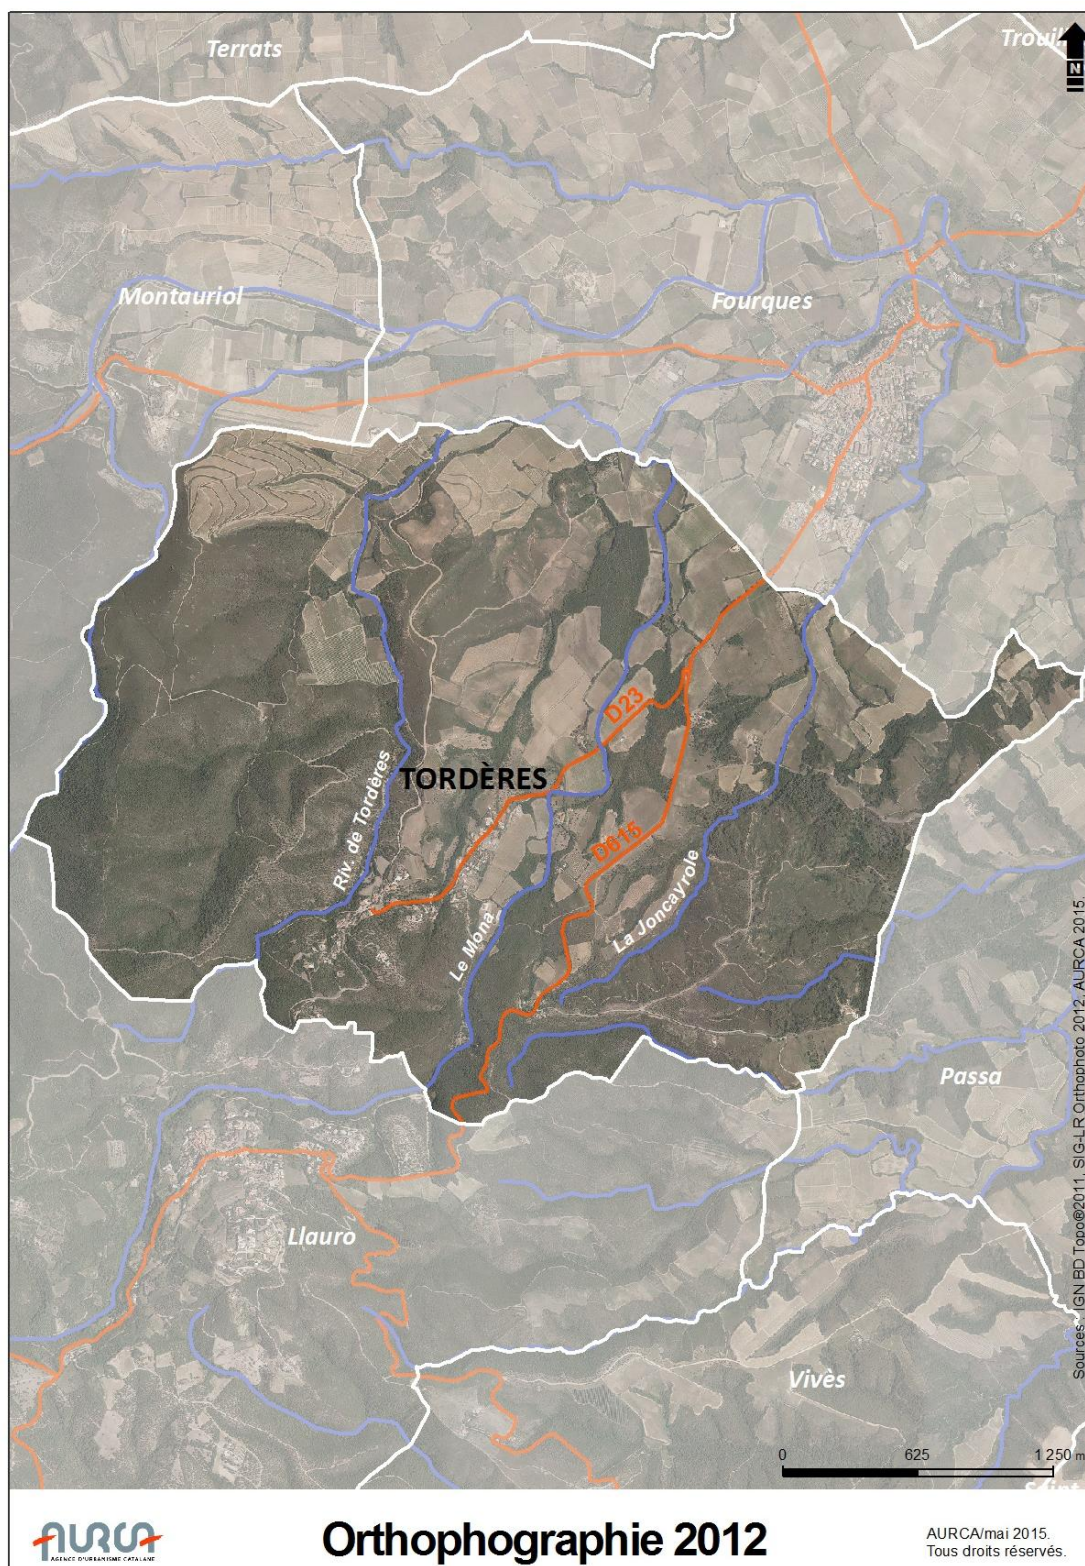 Terrats
Trouil
N
Montauriol
Fourques
D23
TORDÈRES
Riv. de Tordères
D615
Le Mona
La Joncayrole
Passa
Llauro
Vivès
0 625 1 250 m
Sources : IGN BD Topo®2011, SIG-LR Orthophoto 2012, AURCA 2015.
AURCA
AGENCE D'URBANISME CATALANE
Orthophographie 2012
AURCA/mai 2015.
Tous droits réservés.